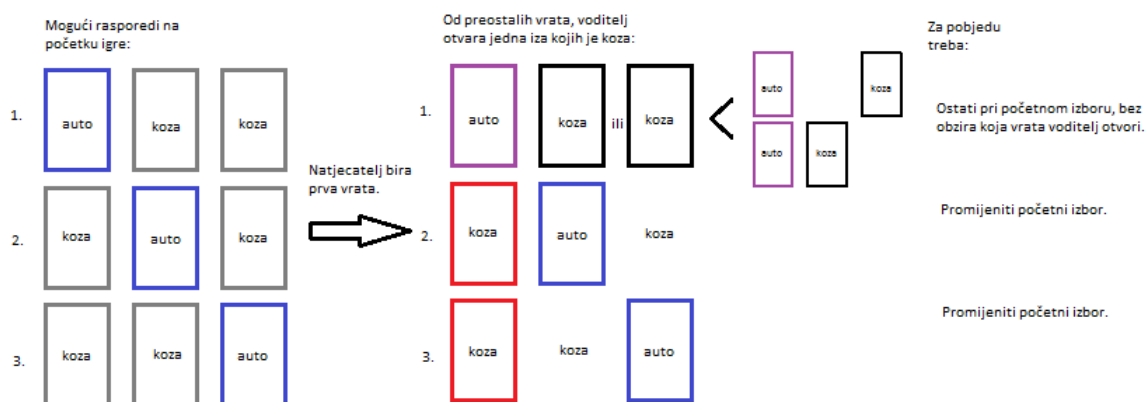 Mogući rasporedi na
početku igre:
1.
auto
koza
koza
2.
koza
auto
koza
3.
koza
koza
auto
Natjecatelj bira
prva vrata.
Od preostalih vrata, voditelj
otvara jedna iza kojih je koza:
1.
auto
koza ili koza
2.
koza
auto
koza
3.
koza
koza
auto
auto
koza
auto
koza
Za pobjedu
treba:
Ostati pri početnom izboru, bez
obzira koja vrata voditelj otvori.
Promijeniti početni izbor.
Promijeniti početni izbor.